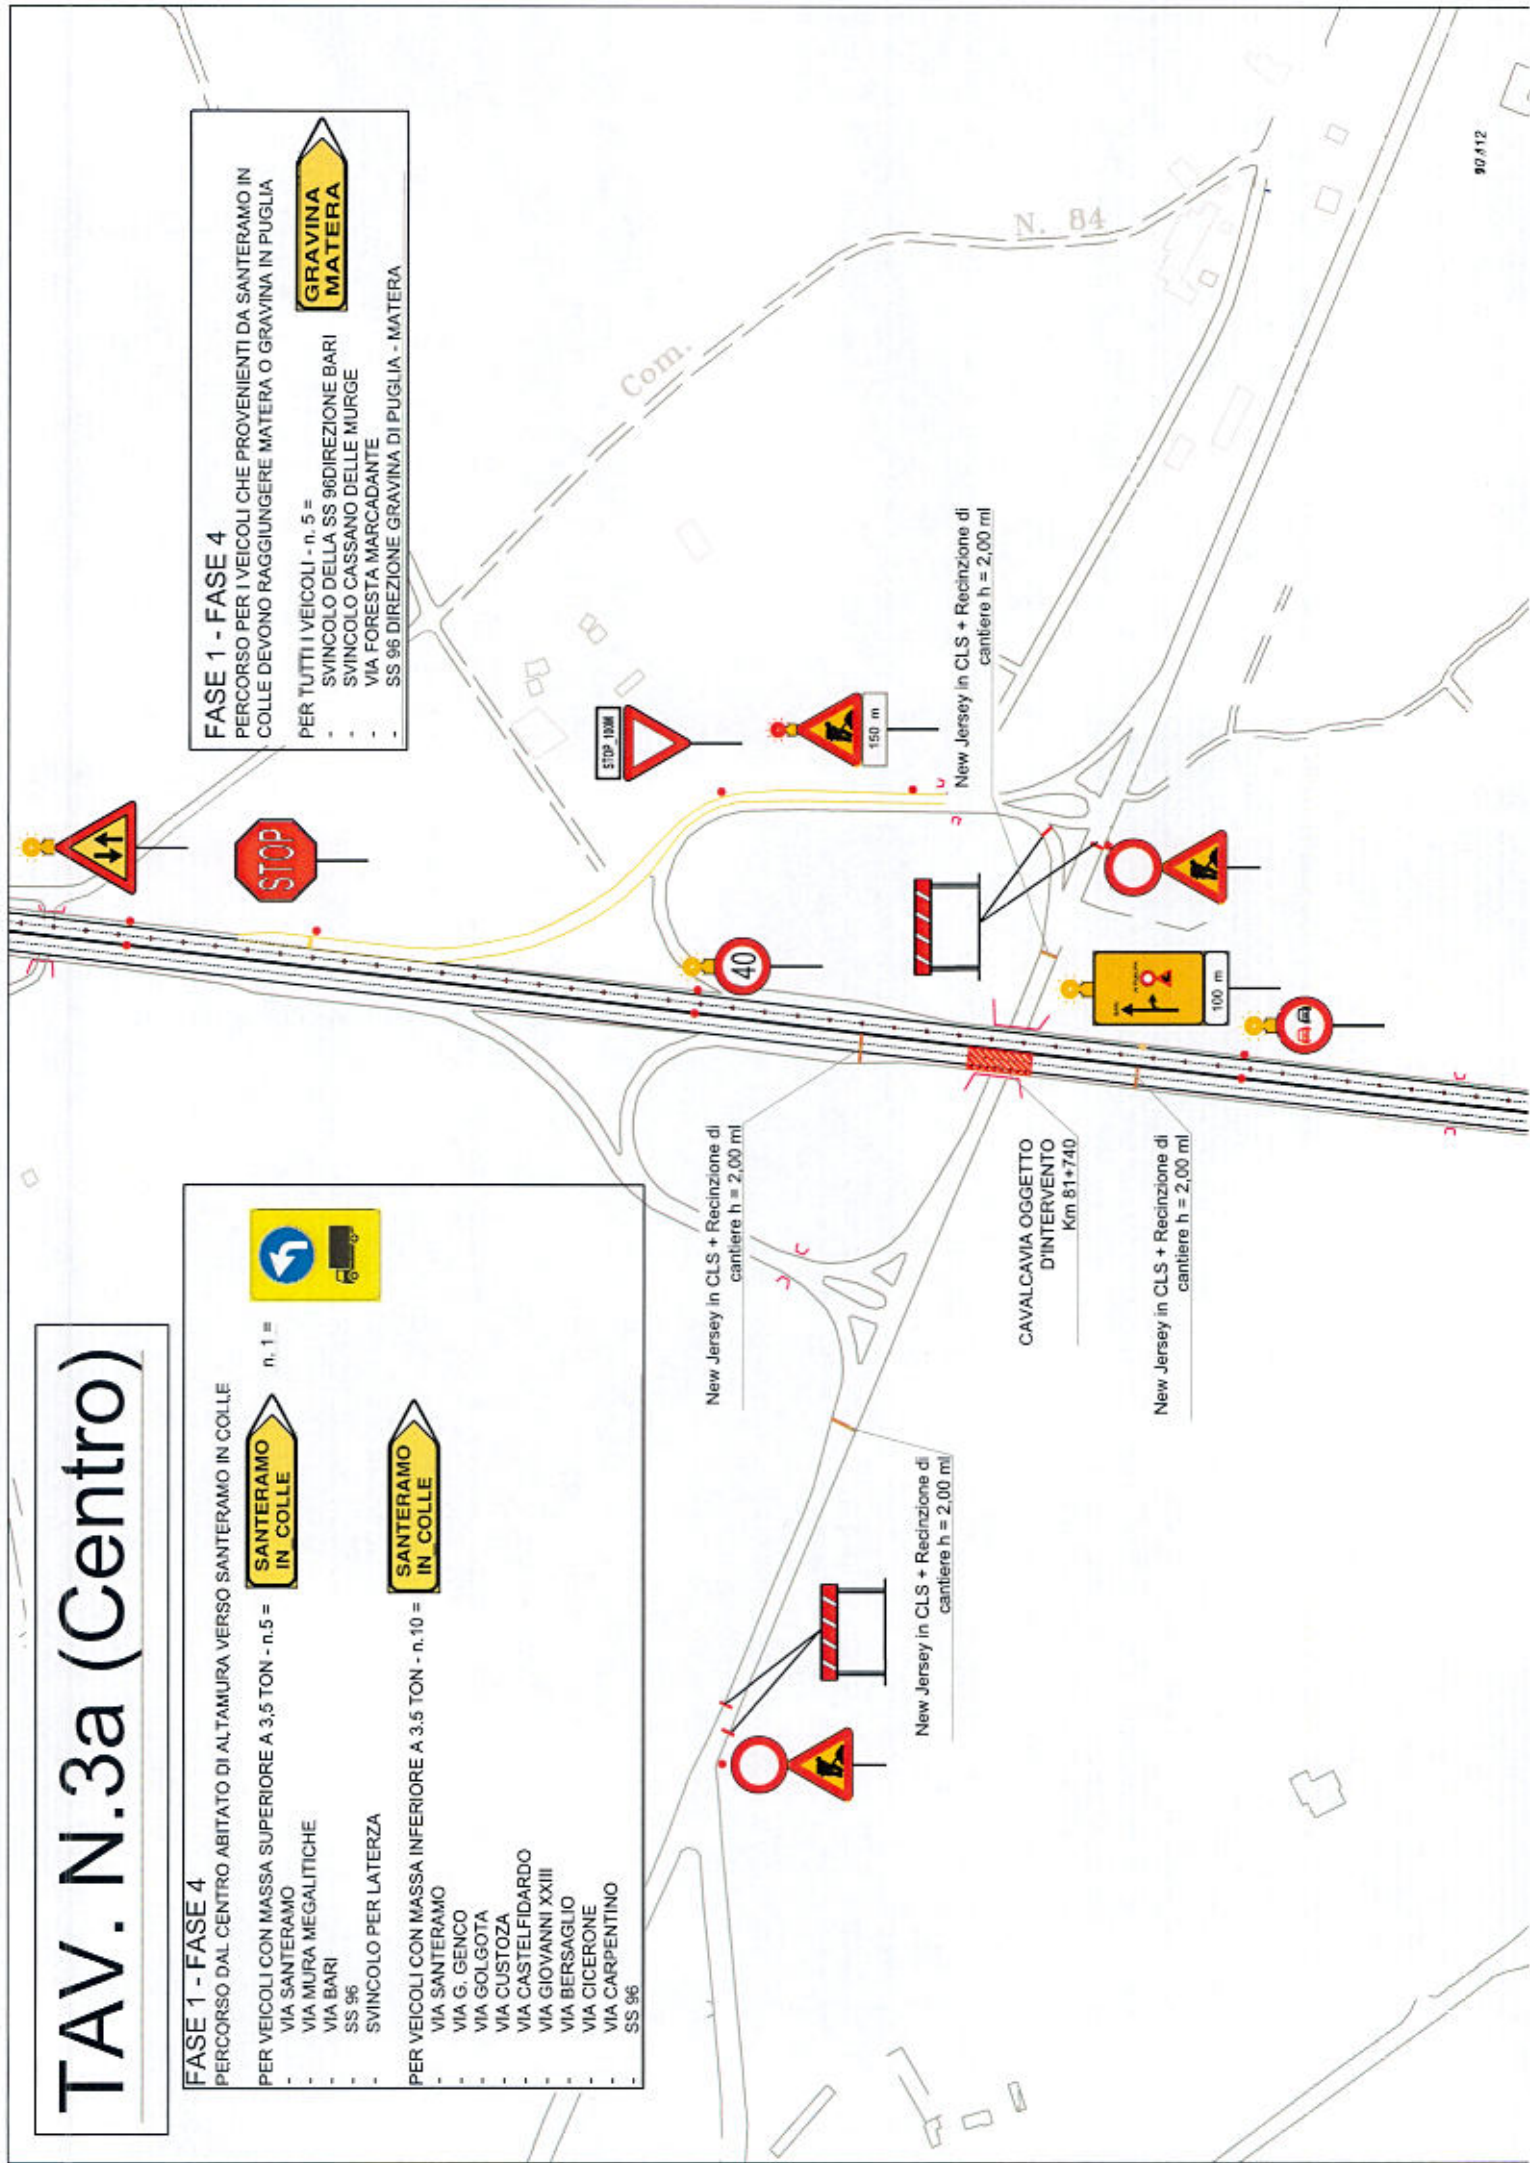 TAV. N.3a (Centro)
FASE 1 - FASE 4
PERCORSO DAL CENTRO ABITATO DI ALTAMURA VERSO SANTERAMO IN COLLE
PER VEICOLI CON MASSA SUPERIORE A 3,5 TON - n.5 =
SANTERAMO
IN COLLE
n. 1 =
- VIA SANTERAMO
- VIA MURA MEGALITICHE
- VIA BARI
- SS 96
- SVINCOLO PER LATERZA
PER VEICOLI CON MASSA INFERIORE A 3.5 TON - n.10 =
SANTERAMO
IN COLLE
- VIA SANTERAMO
- VIA G. GENCO
- VIA GOLGOTA
- VIA CUSTOZA
- VIA CASTELFIDARDO
- VIA GIOVANNI XXIII
- VIA BERSAGLIO
- VIA CICERONE
- VIA CARPENTINO
- SS 96
FASE 1 - FASE 4
PERCORSO PER I VEICOLI CHE PROVENIENTI DA SANTERAMO IN
COLLE DEVONO RAGGIUNGERE MATERA O GRAVINA IN PUGLIA
PER TUTTI I VEICOLI - n. 5 =
GRAVINA
MATERA
- SVINCOLO DELLA SS 96DIREZIONE BARI
- SVINCOLO CASSANO DELLE MURGE
- VIA FORESTA MARCADANTE
- SS 96 DIREZIONE GRAVINA DI PUGLIA - MATERA
STOP
STOP 100M
150 m
40
Com.
N. 84
New Jersey in CLS + Recinzione di
cantiere h = 2,00 ml
New Jersey in CLS + Recinzione di
cantiere h = 2,00 ml
100 m
CAVALCAVIA OGGETTO
D'INTERVENTO
Km 81+740
New Jersey in CLS + Recinzione di
cantiere h = 2,00 ml
New Jersey in CLS + Recinzione di
cantiere h = 2,00 ml